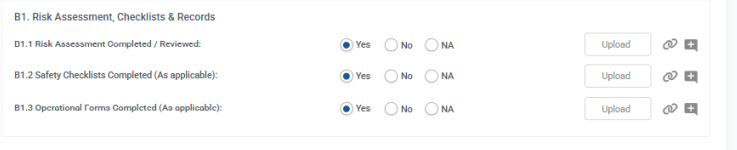 B1. Risk Assessment, Checklists & Records
B1.1 Risk Assessment Completed / Reviewed: Yes No NA Upload
B1.2 Safety Checklists Completed (As applicable): Yes No NA Upload
B1.3 Operational Forms Completed (As applicable): Yes No NA Upload